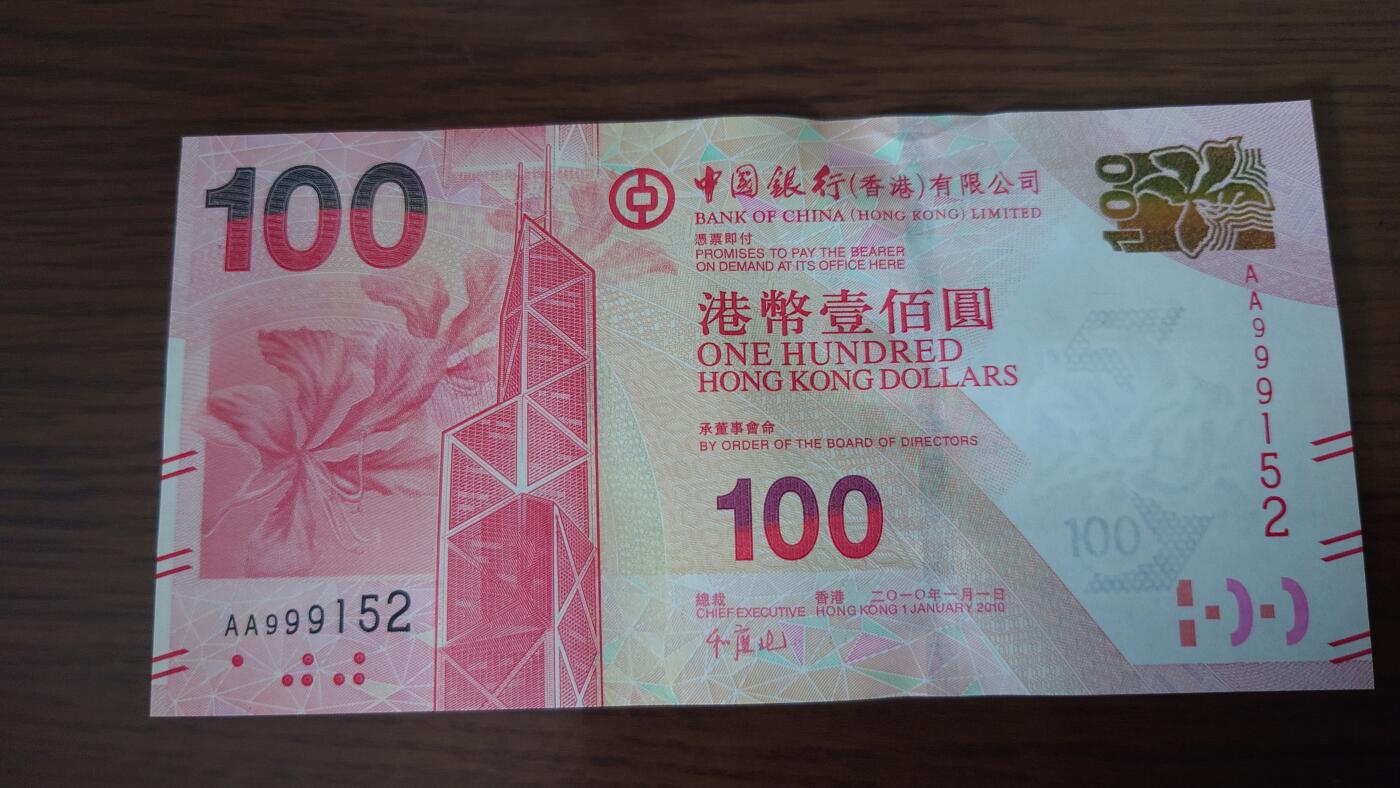 100
中國銀行(香港)有限公司
BANK OF CHINA (HONG KONG) LIMITED
憑票即付
PROMISES TO PAY THE BEARER
ON DEMAND AT ITS OFFICE HERE
港幣壹佰圓
ONE HUNDRED
HONG KONG DOLLARS
承董事會命
BY ORDER OF THE BOARD OF DIRECTORS
100
總裁 香港 二〇一〇年一月一日
CHIEF EXECUTIVE HONG KONG 1 JANUARY 2010
AA999152
100
AA999152
100